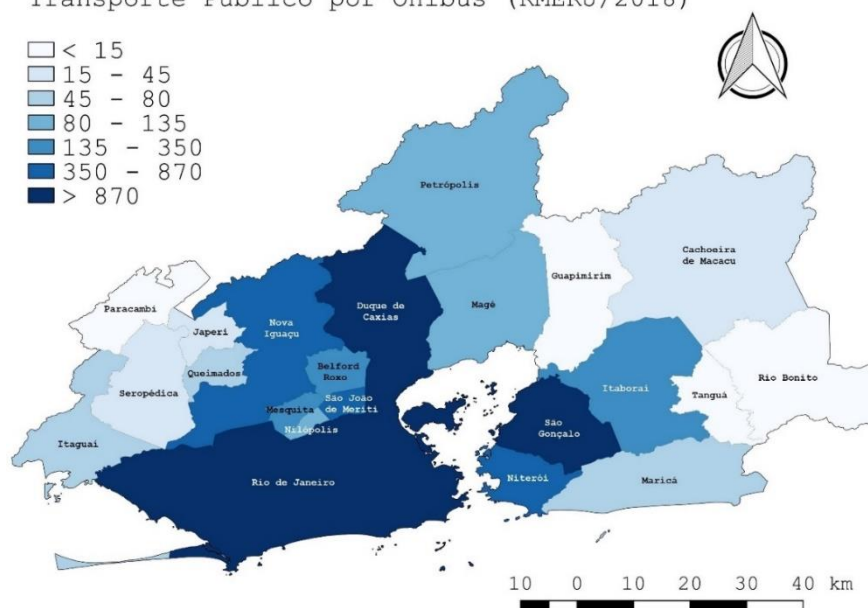 Transporte Público por Ônibus (RMERJ/2018)
< 15
15 - 45
45 - 80
80 - 135
135 - 350
350 - 870
> 870
Petrópolis
Cachoeira
de Macacu
Guapimirim
Paracambi
Duque de
Caxias
Magé
Nova
Iguaçu
Japeri
Queimados
Belford
Roxo
Seropédica
São João
de Meriti
Itaboraí
Rio Bonito
Tanguá
Mesquita
São
Gonçalo
Nilópolis
Itaguaí
Rio de Janeiro
Niterói
Maricá
10 0 10 20 30 40 km